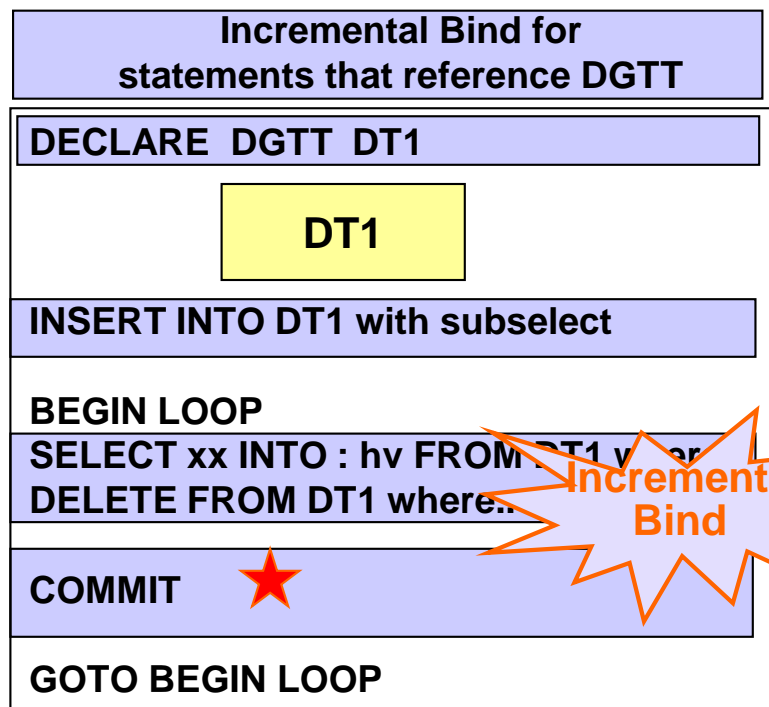 Incremental Bind for
statements that reference DGTT
DECLARE DGTT DT1
DT1
INSERT INTO DT1 with subselect
BEGIN LOOP
SELECT xx INTO : hv FROM DT1
DELETE FROM DT1 where..
Increment
Bind
COMMIT
GOTO BEGIN LOOP